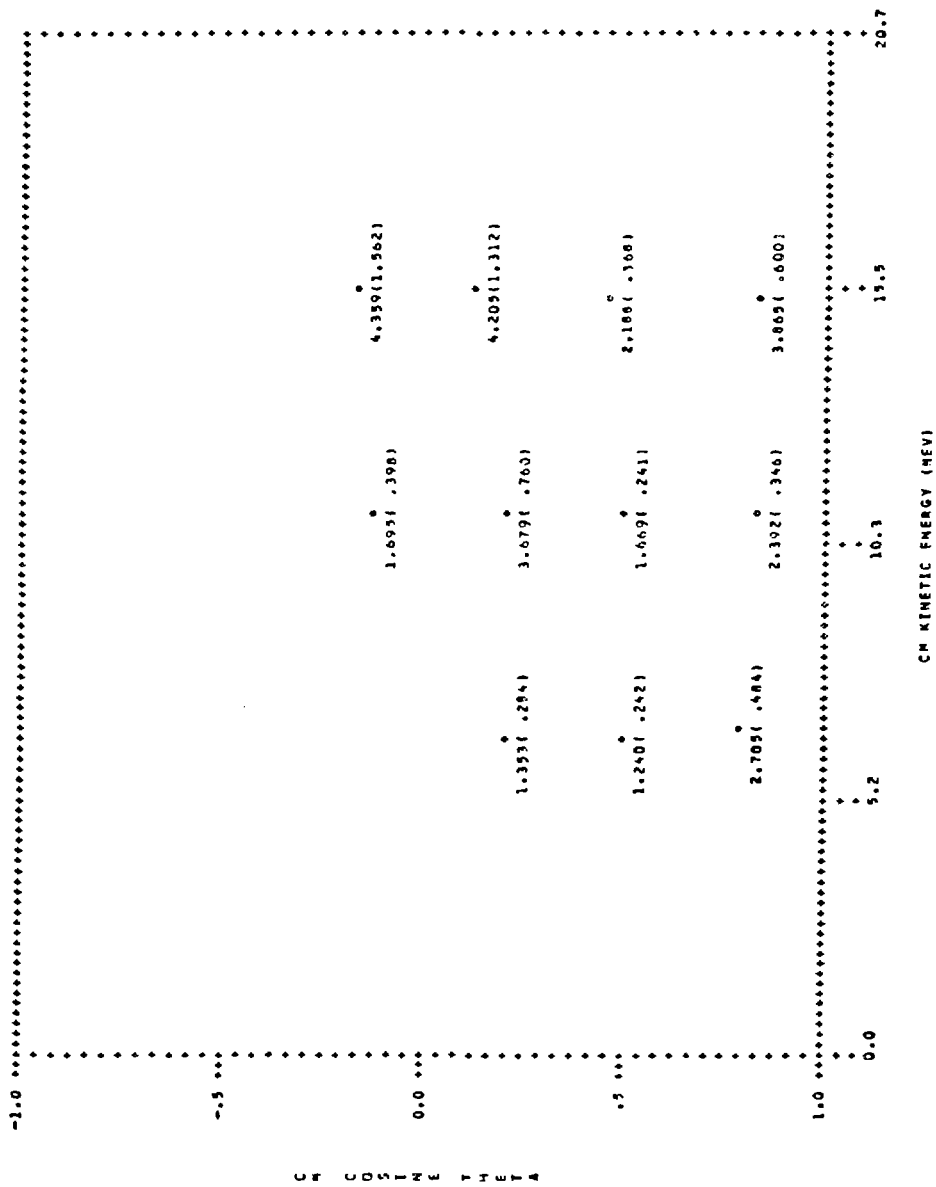 CM COSINE THETA
-1.0
-.5
0.0
.5
1.0
4.359(1.562)
1.695( .398)
4.205(1.312)
1.353( .294) 3.679( .760)
2.188( .368)
1.240( .242) 1.669( .241)
2.705( .484) 2.392( .346) 3.865( .600)
0.0 5.2 10.3 15.5 20.7
CM KINETIC ENERGY (MEV)